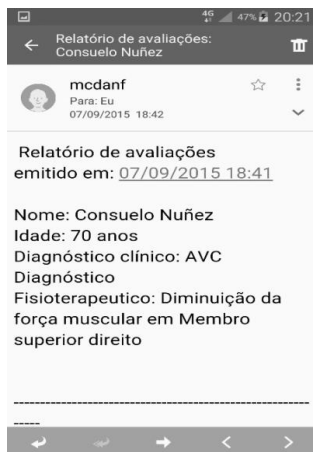 4G 47% 20:21
Relatório de avaliações:
Consuelo Nuñez
mcdanf
Para: Eu
07/09/2015 18:42
Relatório de avaliações
emitido em: 07/09/2015 18:41
Nome: Consuelo Nuñez
Idade: 70 anos
Diagnóstico clínico: AVC
Diagnóstico
Fisioterapeutico: Diminuição da
força muscular em Membro
superior direito
-------------------------------------------------------
-----